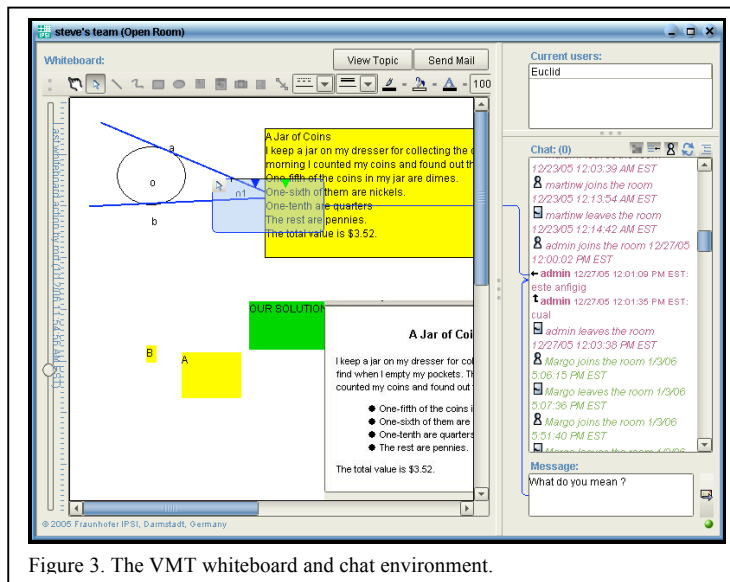 steve's team (Open Room)
Whiteboard:
View Topic
Send Mail
100
a
o
b
n1
A Jar of Coins
I keep a jar on my dresser for collecting the
morning I counted my coins and found out
One-fifth of the coins in my jar are dimes.
One-sixth of them are nickels.
One-tenth are quarters
The rest are pennies.
The total value is $3.52.
OUR SOLUTION
B
A
A Jar of Coi
I keep a jar on my dresser for
find when I empty my pockets.
counted my coins and found out
One-fifth of the coins
One-sixth of them are
One-tenth are quarters
The rest are pennies.
The total value is $3.52.
© 2005 Fraunhofer IPSI, Darmstadt, Germany
Current users:
Euclid
Chat: (0)
12/23/05 12:03:39 AM EST
martinw joins the room
12/23/05 12:13:54 AM EST
martinw leaves the room
12/23/05 12:14:42 AM EST
admin joins the room 12/27/05
12:00:02 PM EST
admin 12/27/05 12:01:09 PM EST:
este anfigig
admin 12/27/05 12:01:35 PM EST:
cual
admin leaves the room
12/27/05 12:03:38 PM EST
Margo joins the room 1/3/06
5:06:15 PM EST
Margo leaves the room 1/3/06
5:07:36 PM EST
Margo joins the room 1/3/06
5:51:40 PM EST
Margo leaves the room 1/3/06
Message:
What do you mean ?
Figure 3. The VMT whiteboard and chat environment.